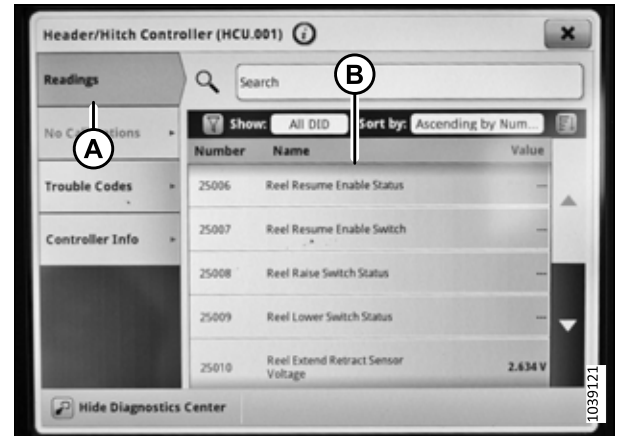 Header/Hitch Controller (HCU.001)
Readings
Search
B
Show: All DID Sort by: Ascending by Num...
No Calibrations
A
Number Name Value
25006 Reel Resume Enable Status ---
Trouble Codes
25007 Reel Resume Enable Switch ---
Controller Info
25008 Reel Raise Switch Status ---
25009 Reel Lower Switch Status ---
25010 Reel Extend Retract Sensor
Voltage 2.634 V
Hide Diagnostics Center
1039121